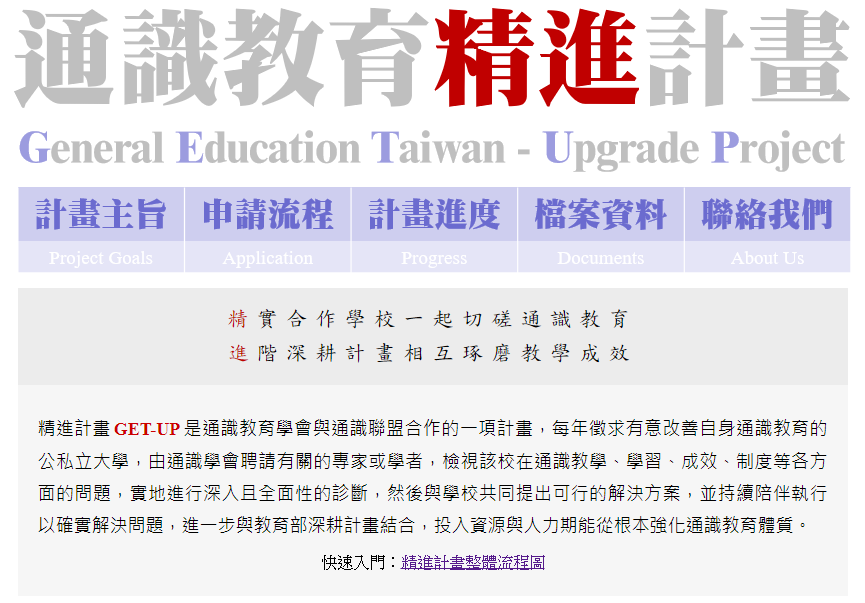 通識教育精進計畫
General Education Taiwan - Upgrade Project
計畫主旨 申請流程 計畫進度 檔案資料 聯絡我們
Project Goals Application Progress Documents About Us
精實合作學校一起切磋通識教育
進階深耕計畫相互琢磨教學成效
精進計畫 GET-UP 是通識教育學會與通識聯盟合作的一項計畫，每年徵求有意改善自身通識教育的
公私立大學，由通識學會聘請有關的專家或學者，檢視該校在通識教學、學習、成效、制度等各方
面的問題，實地進行深入且全面性的診斷，然後與學校共同提出可行的解決方案，並持續陪伴執行
以確實解決問題，進一步與教育部深耕計畫結合，投入資源與人力期能從根本強化通識教育體質。
快速入門：精進計畫整體流程圖